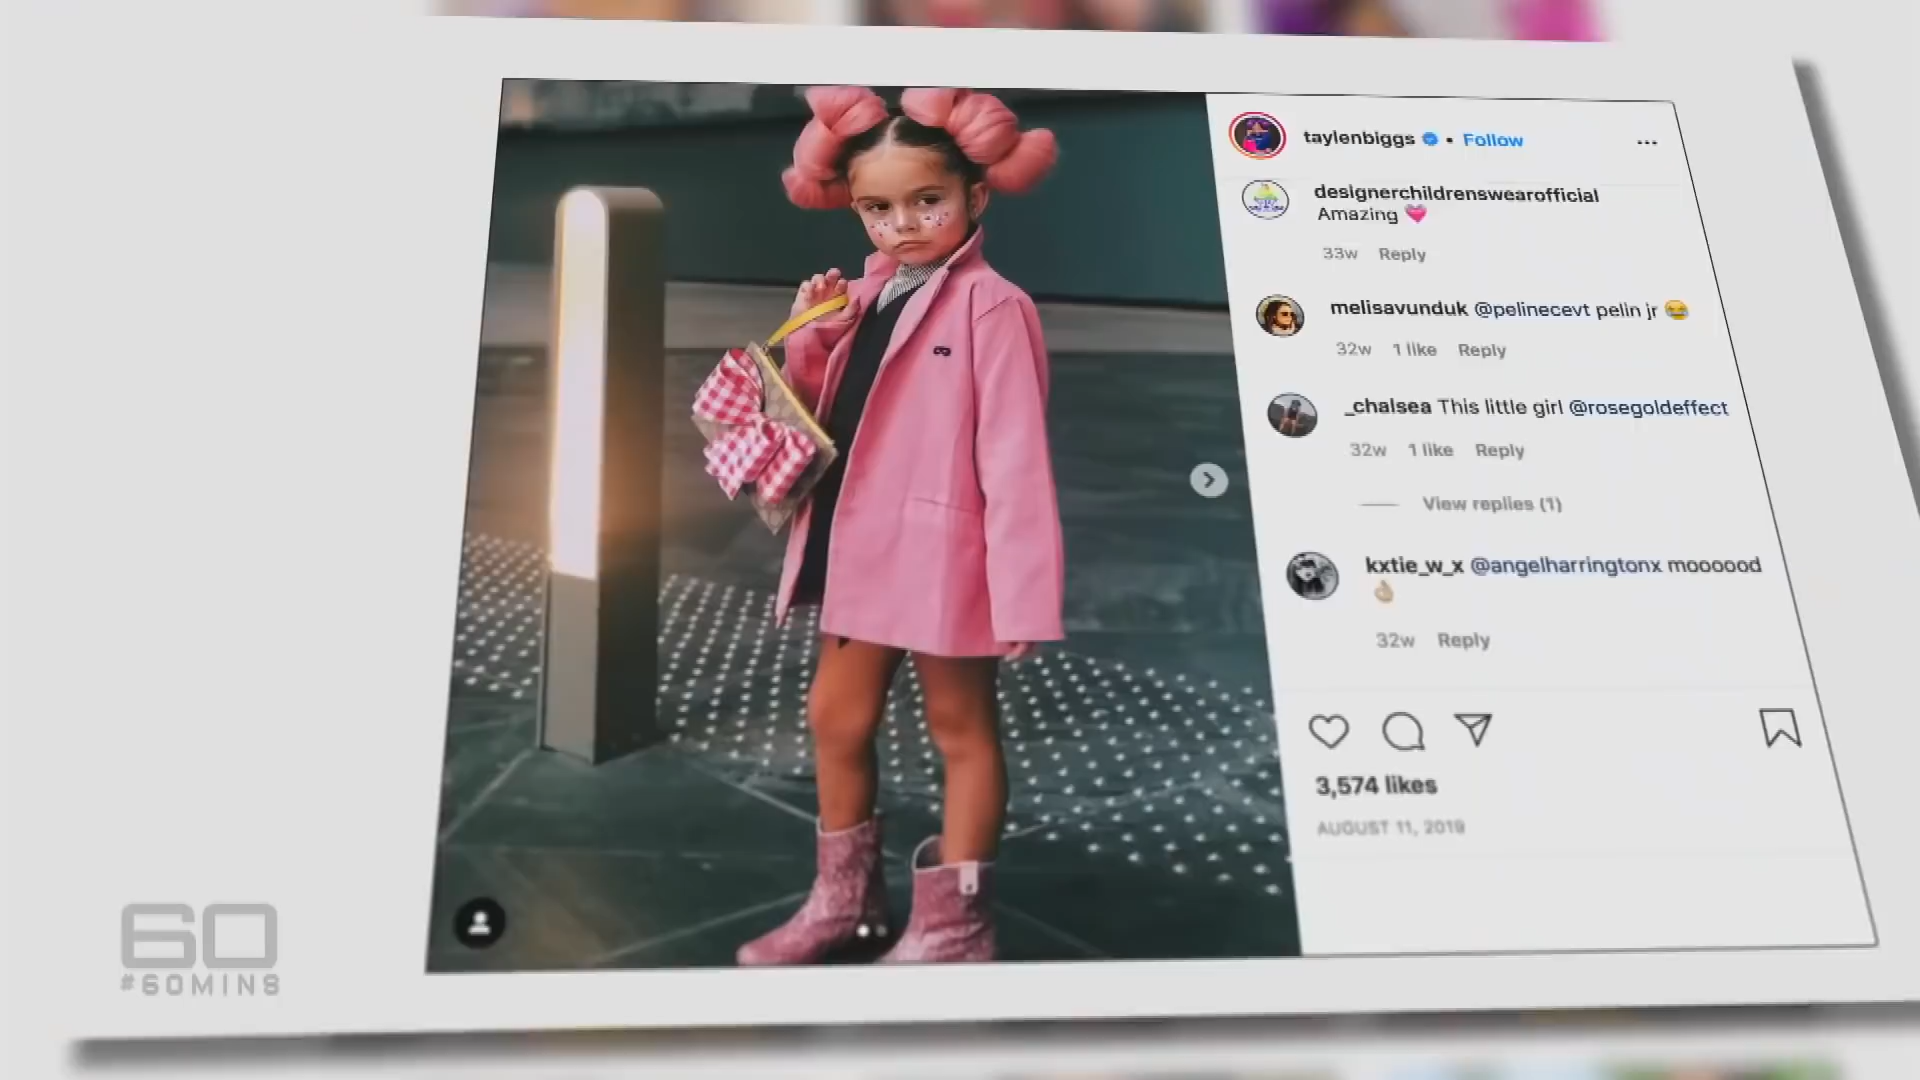 taylenbiggs • Follow
designerchildrenswearofficial
Amazing 💗
33w Reply
melisavunduk @pelinecevt pelin jr 😂
32w 1 like Reply
_chalsea This little girl @rosegoldeffect
32w 1 like Reply
View replies (1)
kxtie_w_x @angelharringtonx moooood
👌🏼
32w Reply
3,574 likes
AUGUST 11, 2019
60
#60MINS